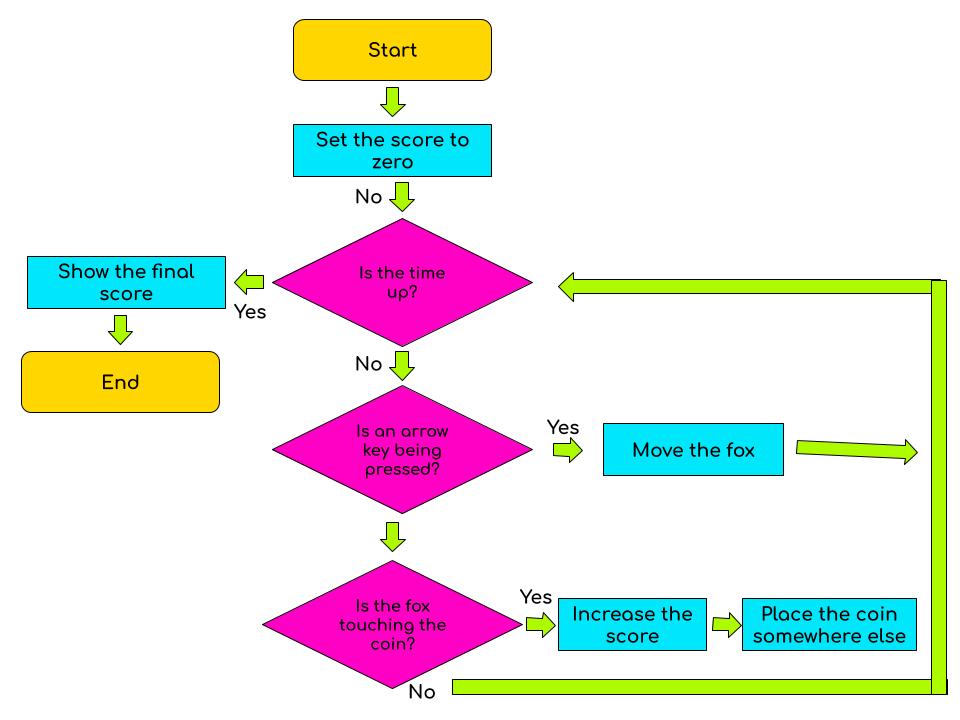 Start
Set the score to
zero
No
Is the time
up?
Show the final
score
Yes
End
No
Is an arrow
key being
pressed?
Yes
Move the fox
Is the fox
touching the
coin?
Yes
Increase the
score
Place the coin
somewhere else
No